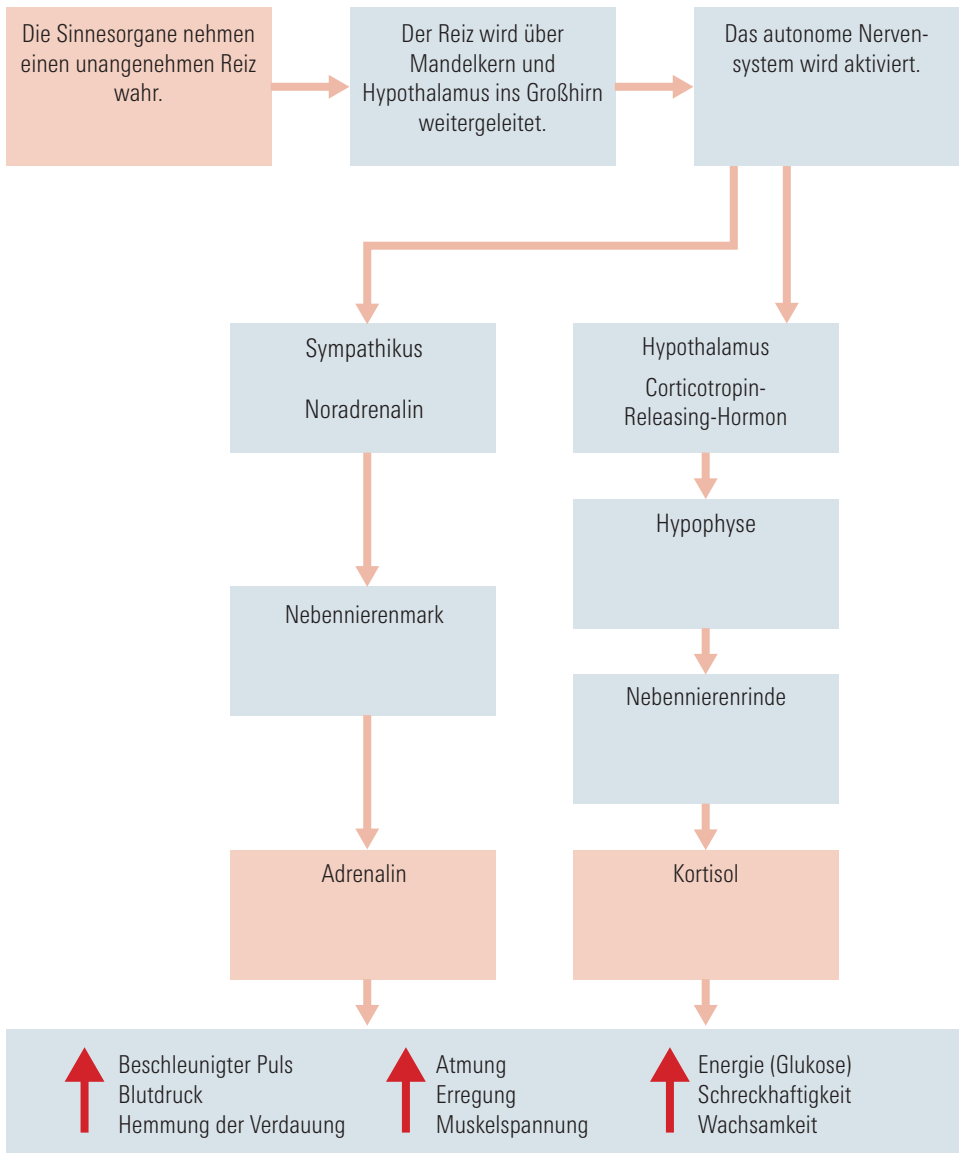 Die Sinnesorgane nehmen
einen unangenehmen Reiz
wahr.
Der Reiz wird über
Mandelkern und
Hypothalamus ins Großhirn
weitergeleitet.
Das autonome Nerven-
system wird aktiviert.
Sympathikus
Noradrenalin
Nebennierenmark
Adrenalin
Hypothalamus
Corticotropin-
Releasing-Hormon
Hypophyse
Nebennierenrinde
Kortisol
Beschleunigter Puls
Blutdruck
Hemmung der Verdauung
Atmung
Erregung
Muskelspannung
Energie (Glukose)
Schreckhaftigkeit
Wachsamkeit